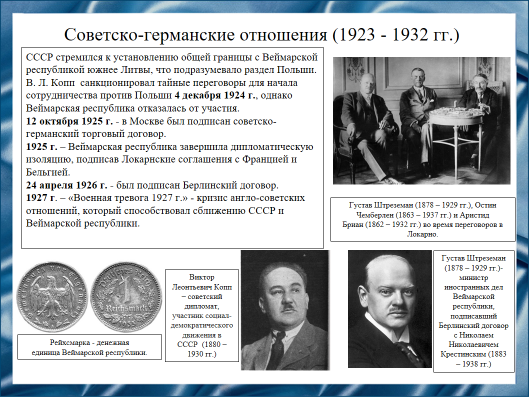 Советско-германские отношения (1923 - 1932 гг.)
СССР стремился к установлению общей границы с Веймарской
республикой южнее Литвы, что подразумевало раздел Польши.
В. Л. Копп санкционировал тайные переговоры для начала
сотрудничества против Польши 4 декабря 1924 г., однако
Веймарская республика отказалась от участия.
12 октября 1925 г. - в Москве был подписан советско-
германский торговый договор.
1925 г. – Веймарская республика завершила дипломатическую
изоляцию, подписав Локарнские соглашения с Францией и
Бельгией.
24 апреля 1926 г. - был подписан Берлинский договор.
1927 г. – «Военная тревога 1927 г.» - кризис англо-советских
отношений, который способствовал сближению СССР и
Веймарской республики.
Густав Штреземан (1878 – 1929 гг.), Остин
Чемберлен (1863 – 1937 гг.) и Аристид
Бриан (1862 – 1932 гг.) во время переговоров в
Локарно.
1
Reichsmark
Рейхсмарка - денежная
единица Веймарской республики.
Виктор
Леонтьевич Копп
– советский
дипломат,
участник социал-
демократического
движения в
СССР (1880 –
1930 гг.)
Густав Штреземан
(1878 – 1929 гг.)-
министр
иностранных дел
Веймарской
республики,
подписавший
Берлинский договор
с Николаем
Николаевичем
Крестинским (1883
– 1938 гг.)